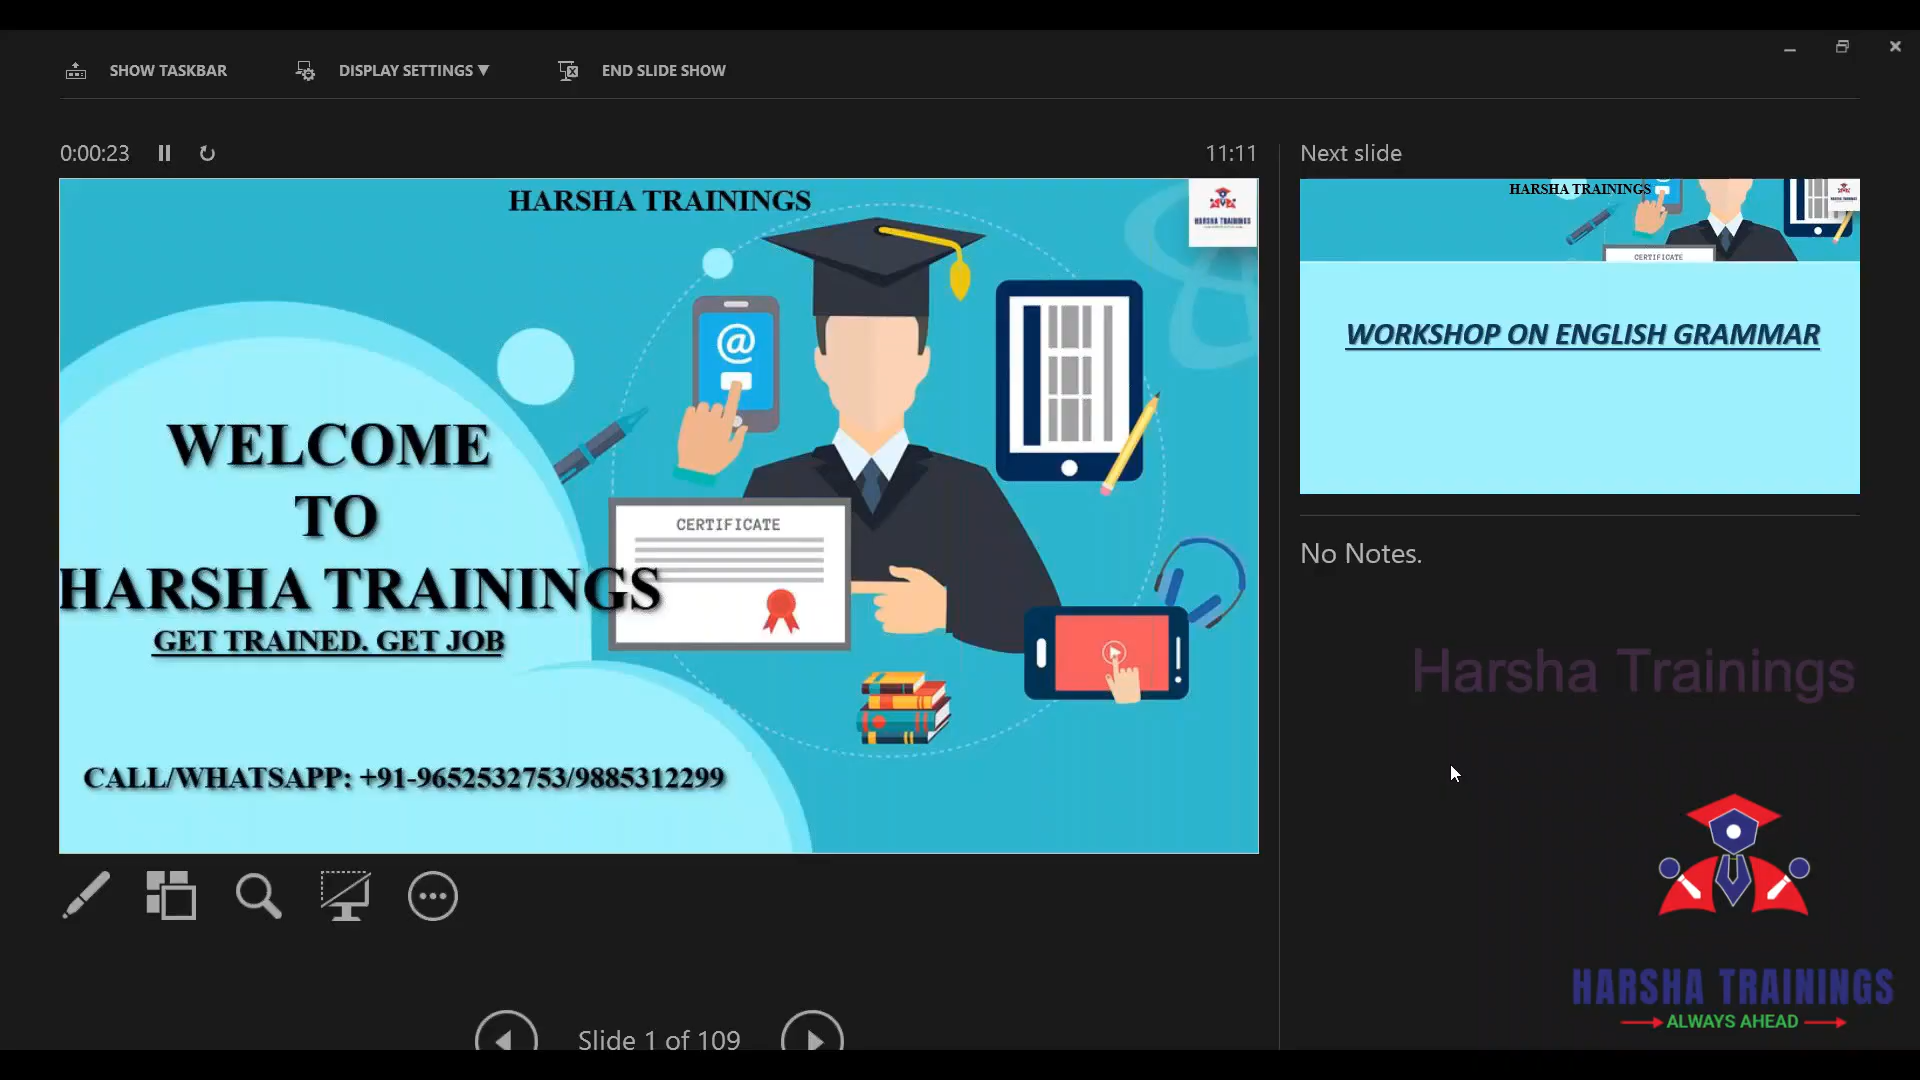 SHOW TASKBAR
DISPLAY SETTINGS ▼
END SLIDE SHOW
0:00:23
11:11
Next slide
HARSHA TRAININGS
HARSHA TRAININGS
WELCOME
TO
HARSHA TRAININGS
GET TRAINED. GET JOB
CALL/WHATSAPP: +91-9652532753/9885312299
@
CERTIFICATE
HARSHA TRAININGS
CERTIFICATE
WORKSHOP ON ENGLISH GRAMMAR
No Notes.
Harsha Trainings
HARSHA TRAININGS
ALWAYS AHEAD
Slide 1 of 109